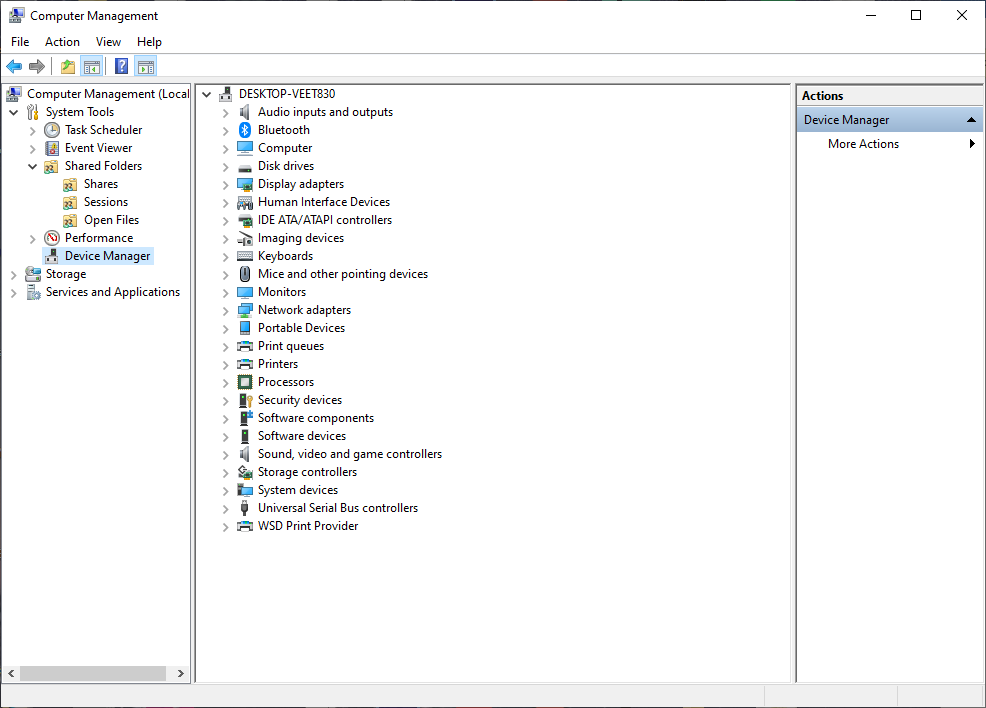 Computer Management
File Action View Help
Computer Management (Local
System Tools
Task Scheduler
Event Viewer
Shared Folders
Shares
Sessions
Open Files
Performance
Device Manager
Storage
Services and Applications
DESKTOP-VEET830
Audio inputs and outputs
Bluetooth
Computer
Disk drives
Display adapters
Human Interface Devices
IDE ATA/ATAPI controllers
Imaging devices
Keyboards
Mice and other pointing devices
Monitors
Network adapters
Portable Devices
Print queues
Printers
Processors
Security devices
Software components
Software devices
Sound, video and game controllers
Storage controllers
System devices
Universal Serial Bus controllers
WSD Print Provider
Actions
Device Manager
More Actions